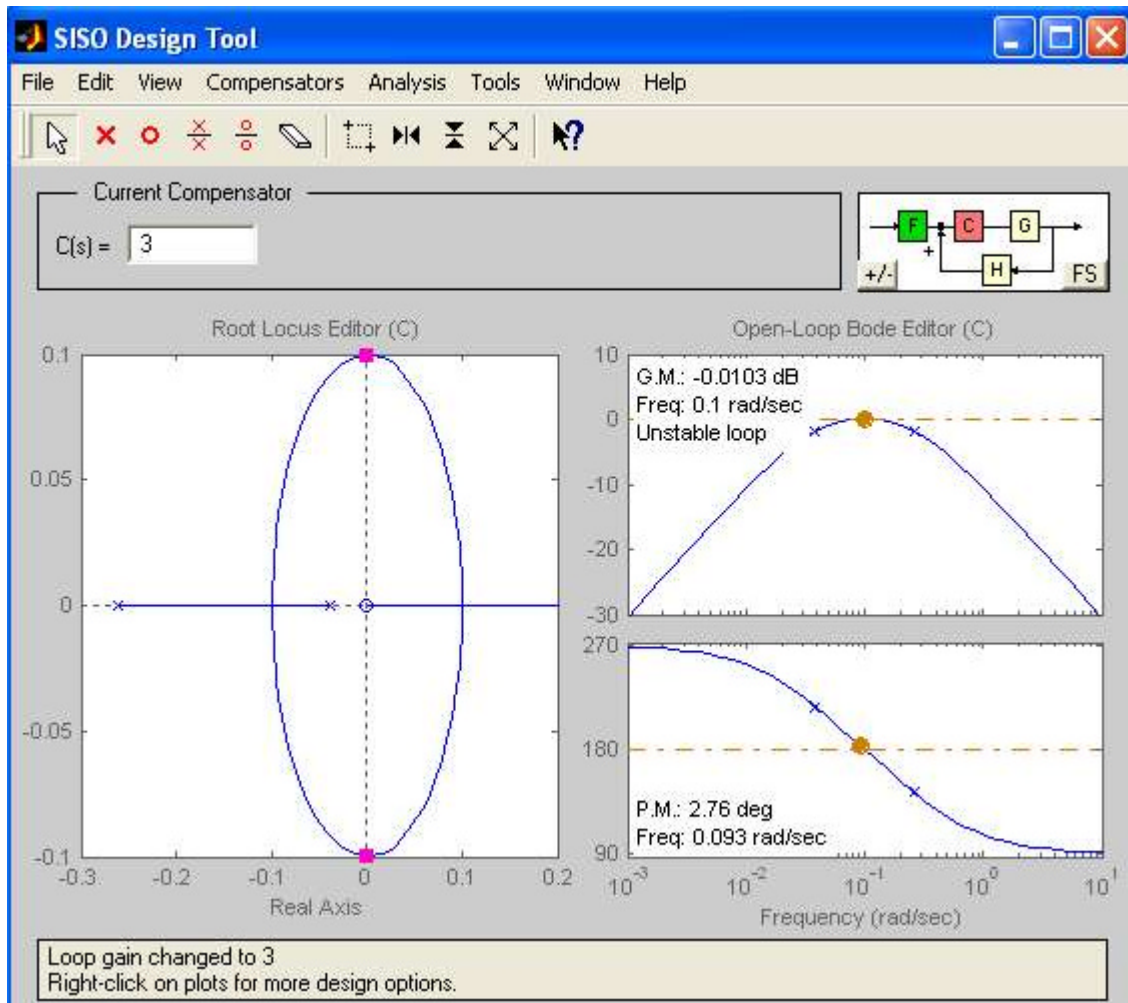 SISO Design Tool
File Edit View Compensators Analysis Tools Window Help
Current Compensator
C(s) = 3
F C G
+
H
+/- FS
Root Locus Editor (C)
0.1
0.05
0
-0.05
-0.1
-0.3 -0.2 -0.1 0 0.1 0.2
Real Axis
Open-Loop Bode Editor (C)
10
0
-10
-20
-30
G.M.: -0.0103 dB
Freq: 0.1 rad/sec
Unstable loop
270
180
90
P.M.: 2.76 deg
Freq: 0.093 rad/sec
10^-3 10^-2 10^-1 10^0 10^1
Frequency (rad/sec)
Loop gain changed to 3
Right-click on plots for more design options.